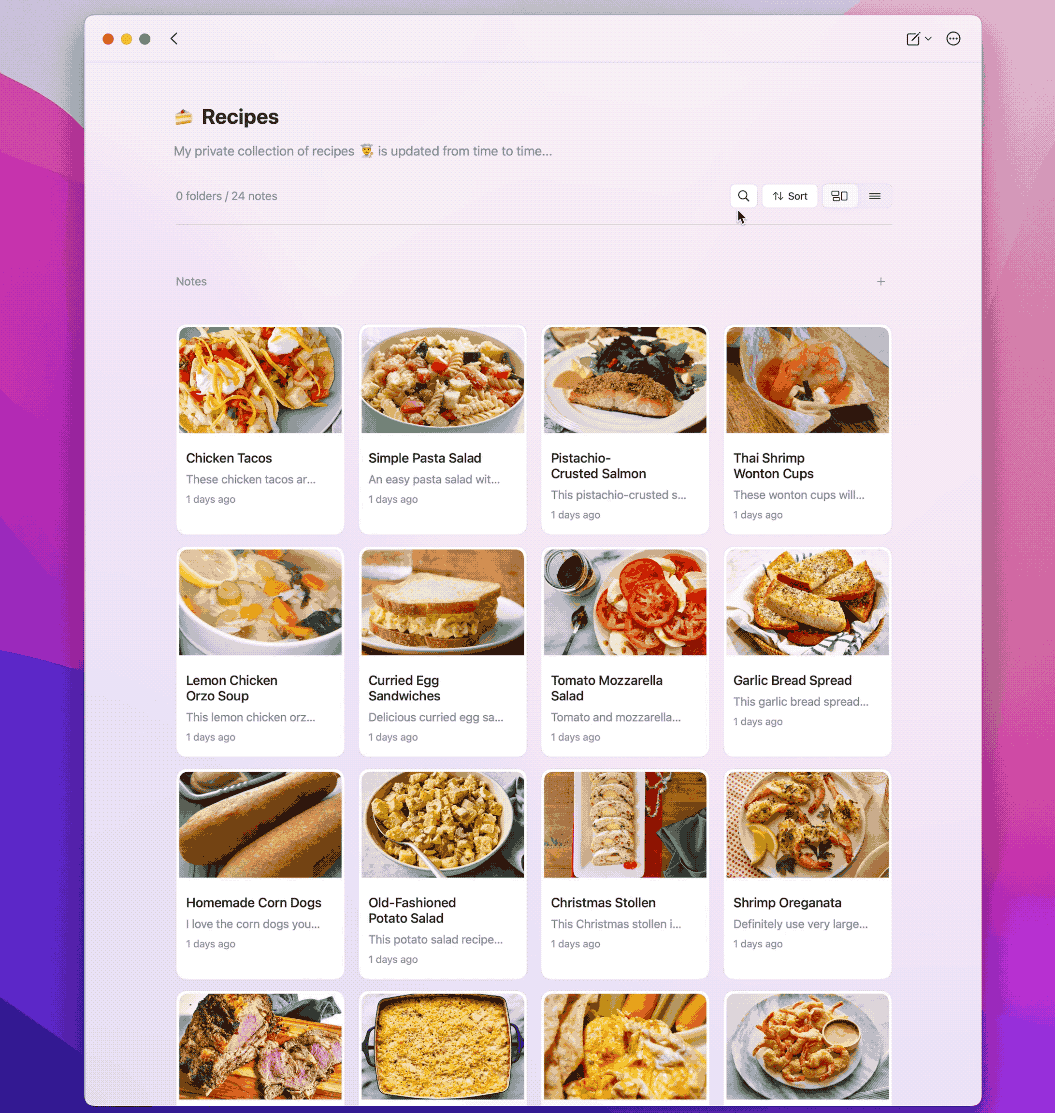 Recipes
My private collection of recipes 👨‍🍳 is updated from time to time...
0 folders / 24 notes
Sort
Notes
Chicken Tacos
These chicken tacos ar...
1 days ago
Simple Pasta Salad
An easy pasta salad wit...
1 days ago
Pistachio-
Crusted Salmon
This pistachio-crusted s...
1 days ago
Thai Shrimp
Wonton Cups
These wonton cups will...
1 days ago
Lemon Chicken
Orzo Soup
This lemon chicken orz...
1 days ago
Curried Egg
Sandwiches
Delicious curried egg sa...
1 days ago
Tomato Mozzarella
Salad
Tomato and mozzarella...
1 days ago
Garlic Bread Spread
This garlic bread spread...
1 days ago
Homemade Corn Dogs
I love the corn dogs you...
1 days ago
Old-Fashioned
Potato Salad
This potato salad recipe...
1 days ago
Christmas Stollen
This Christmas stollen i...
1 days ago
Shrimp Oreganata
Definitely use very large...
1 days ago